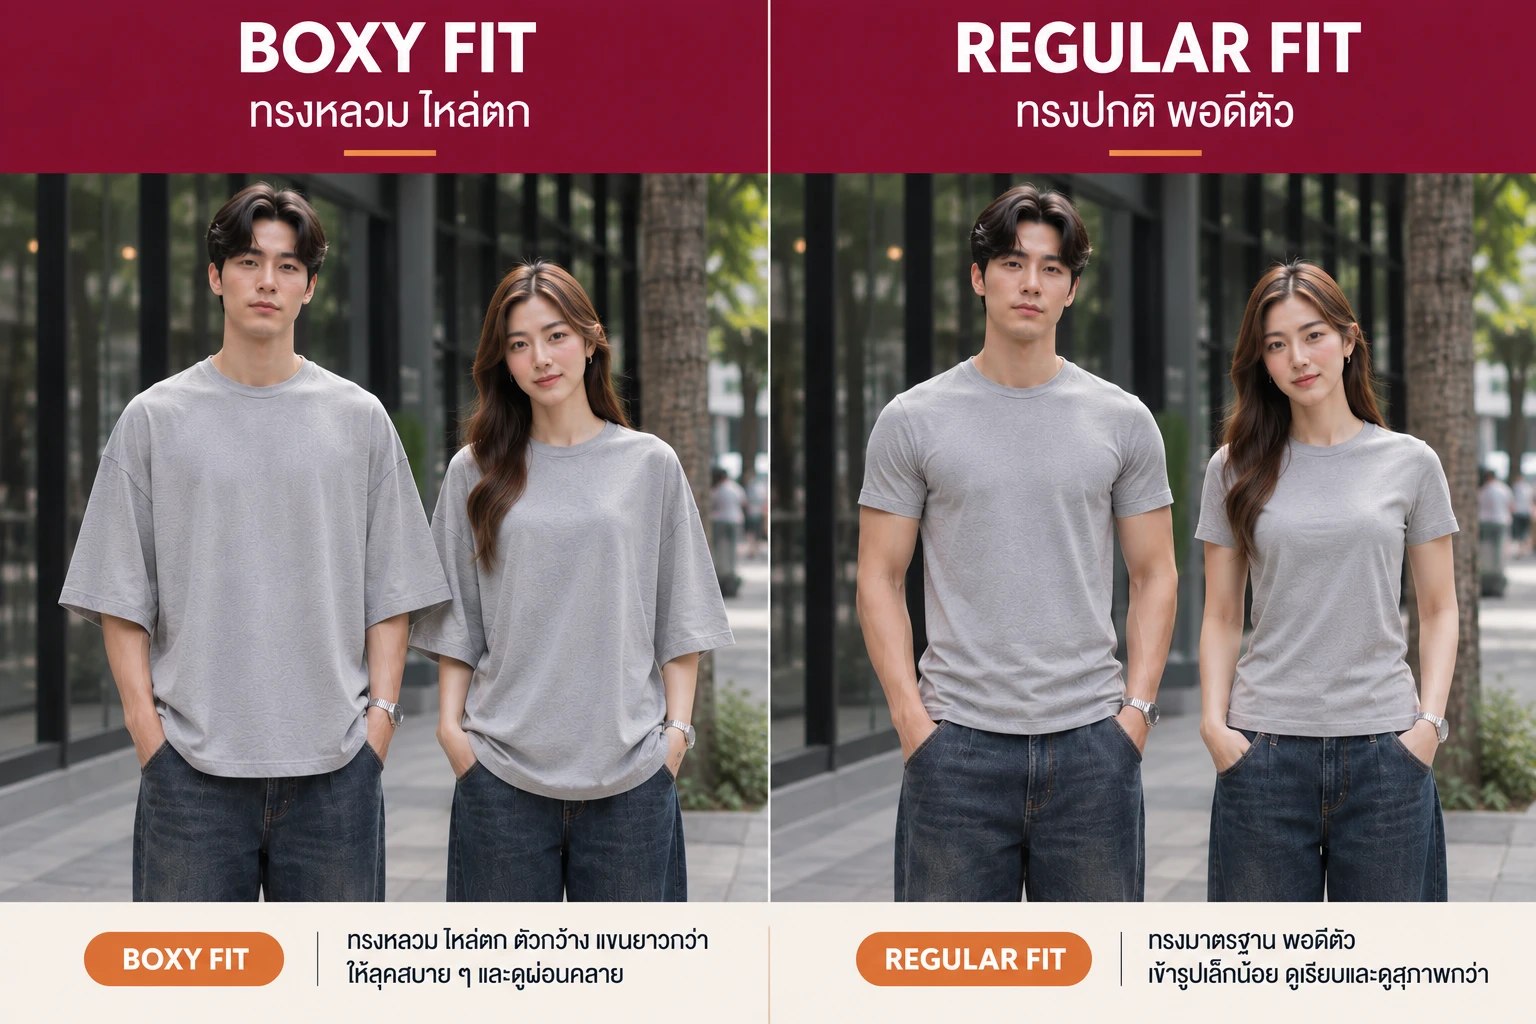 BOXY FIT
ทรงหลวม ไหล่ตก
REGULAR FIT
ทรงปกติ พอดีตัว
BOXY FIT
ทรงหลวม ไหล่ตก ตัวกว้าง แขนยาวกว่า
ให้ลุคสบาย ๆ และดูผ่อนคลาย
REGULAR FIT
ทรงมาตรฐาน พอดีตัว
เข้ารูปเล็กน้อย ดูเรียบและดูสุภาพกว่า